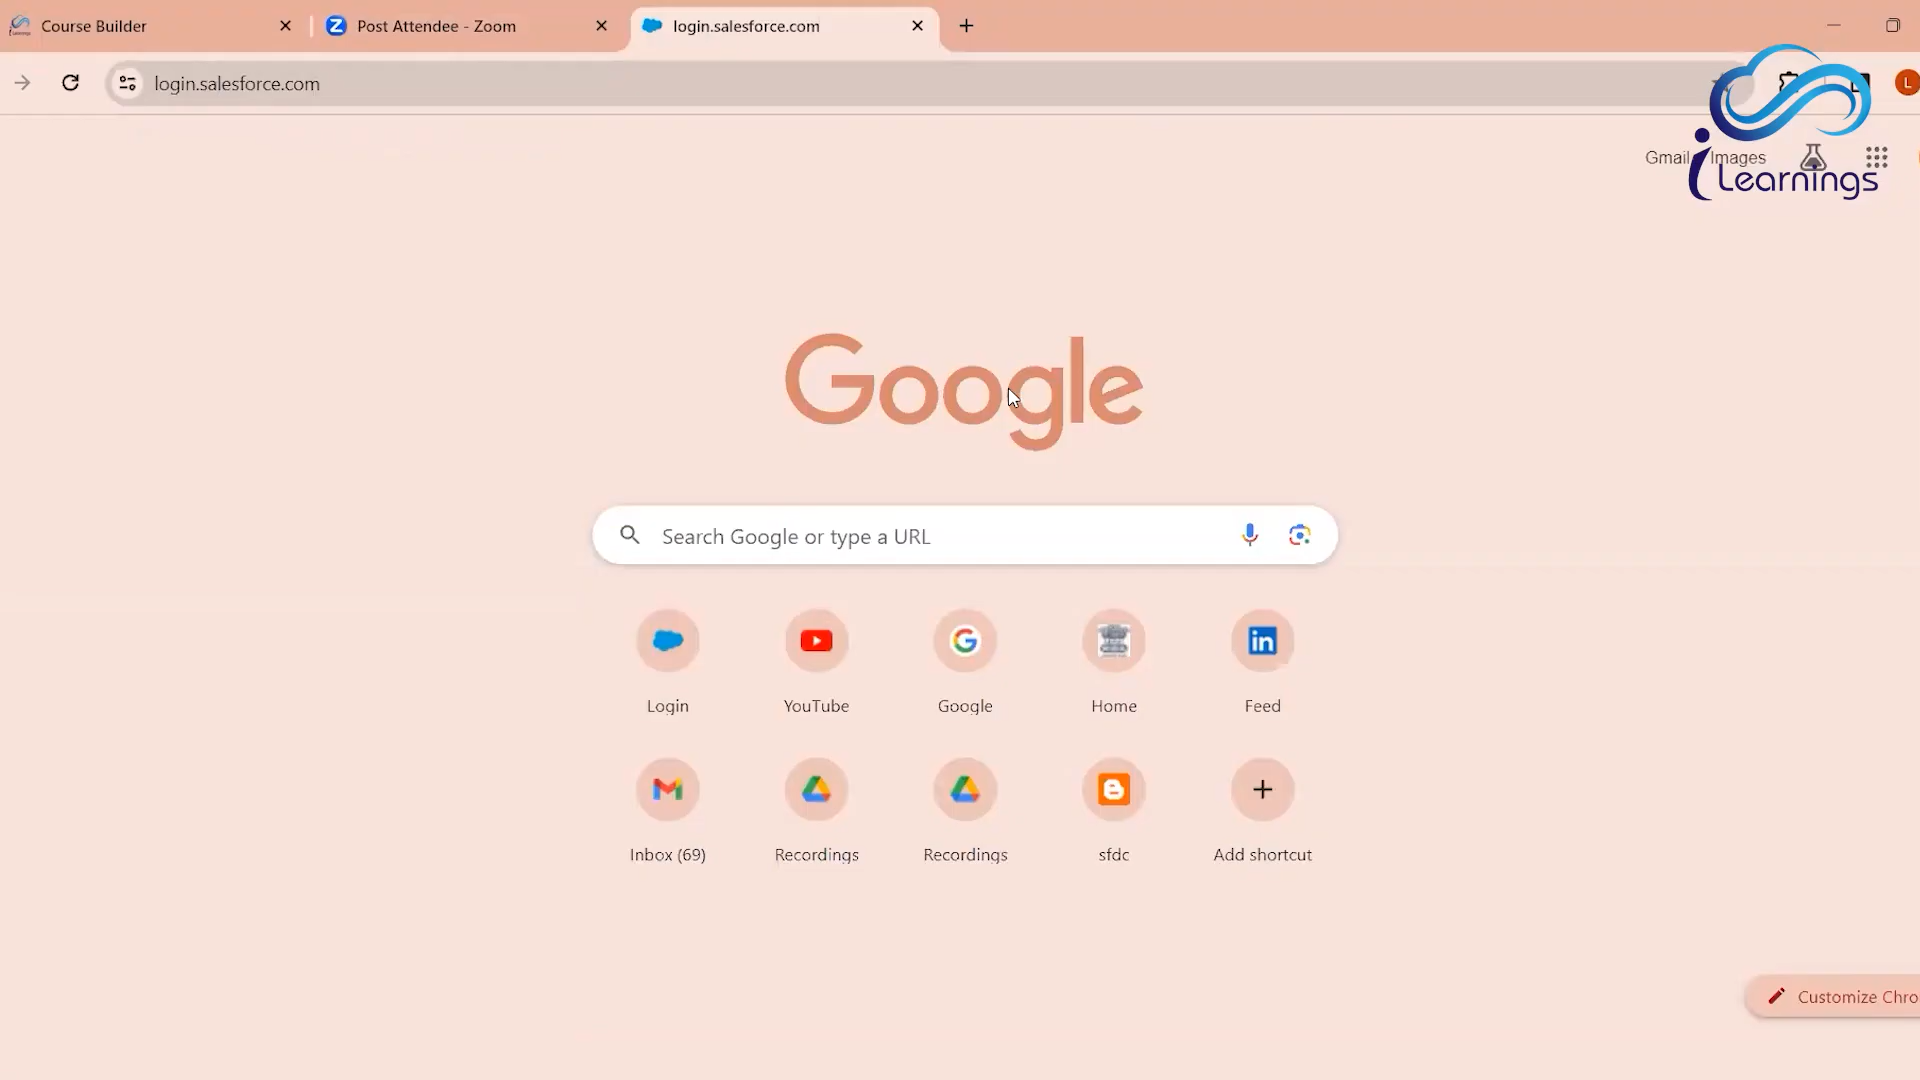 Course Builder
Post Attendee - Zoom
login.salesforce.com
login.salesforce.com
L
Gmail
Images
iLearnings
Google
Search Google or type a URL
Login
YouTube
Google
Home
Feed
Inbox (69)
Recordings
Recordings
sfdc
Add shortcut
Customize Chro